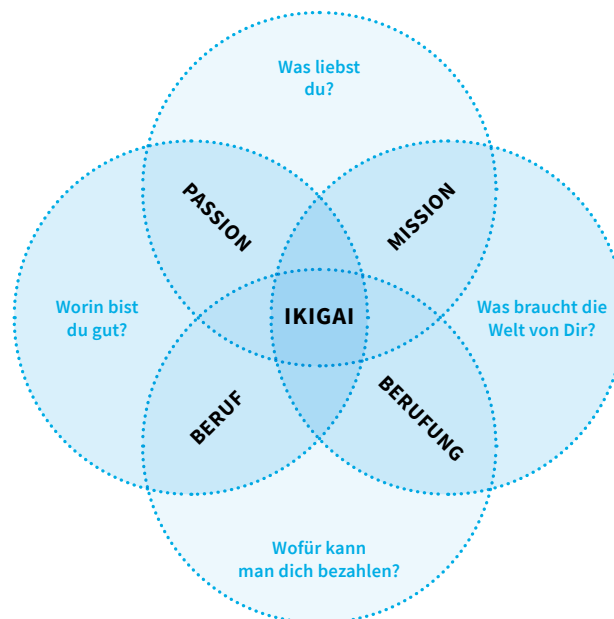 Was liebst
du?
PASSION
MISSION
Worin bist
du gut?
IKIGAI
Was braucht die
Welt von Dir?
BERUF
BERUFUNG
Wofür kann
man dich bezahlen?